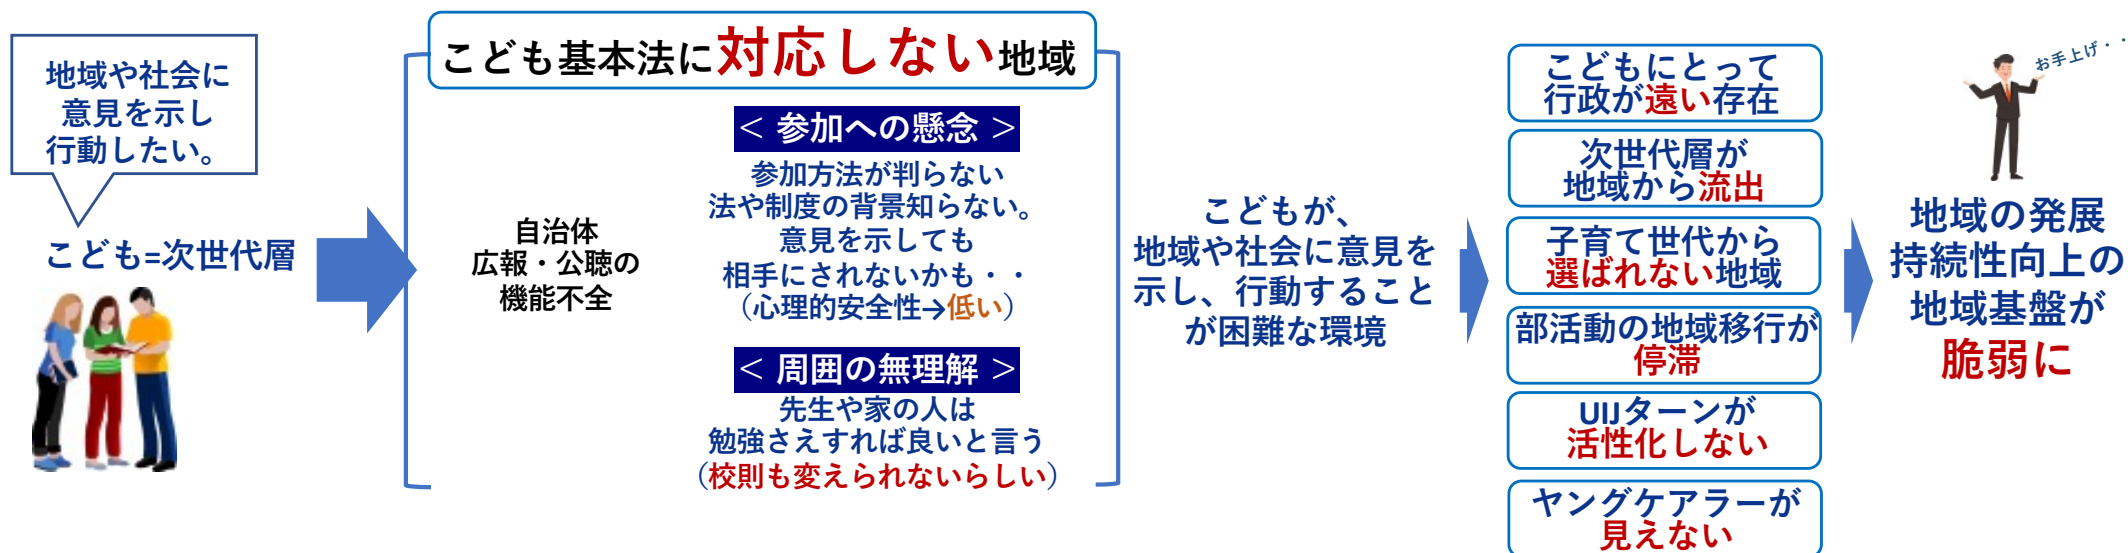 地域や社会に
意見を示し
行動したい。
こども=次世代層
こども基本法に対応しない地域
自治体
広報・公聴の
機能不全
＜ 参加への懸念 ＞
参加方法が判らない
法や制度の背景知らない。
意見を示しても
相手にされないかも・・
（心理的安全性→低い）
＜ 周囲の無理解 ＞
先生や家の人は
勉強さえすれば良いと言う
（校則も変えられないらしい）
こどもが、
地域や社会に意見を
示し、行動すること
が困難な環境
こどもにとって
行政が遠い存在
次世代層が
地域から流出
子育て世代から
選ばれない地域
部活動の地域移行が
停滞
UIJターンが
活性化しない
ヤングケアラーが
見えない
お手上げ・・
地域の発展
持続性向上の
地域基盤が
脆弱に